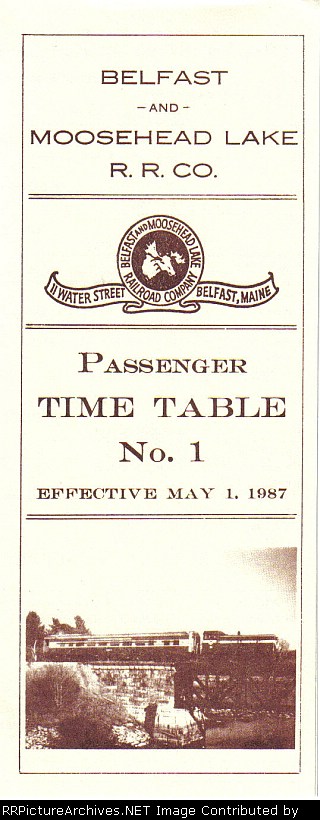 BELFAST
- AND -
MOOSEHEAD LAKE
R. R. CO.
BELFAST AND MOOSEHEAD LAKE
RAILROAD COMPANY
11 WATER STREET
BELFAST, MAINE
PASSENGER
TIME TABLE
No. 1
EFFECTIVE MAY 1, 1987
RRPictureArchives.NET Image Contributed by